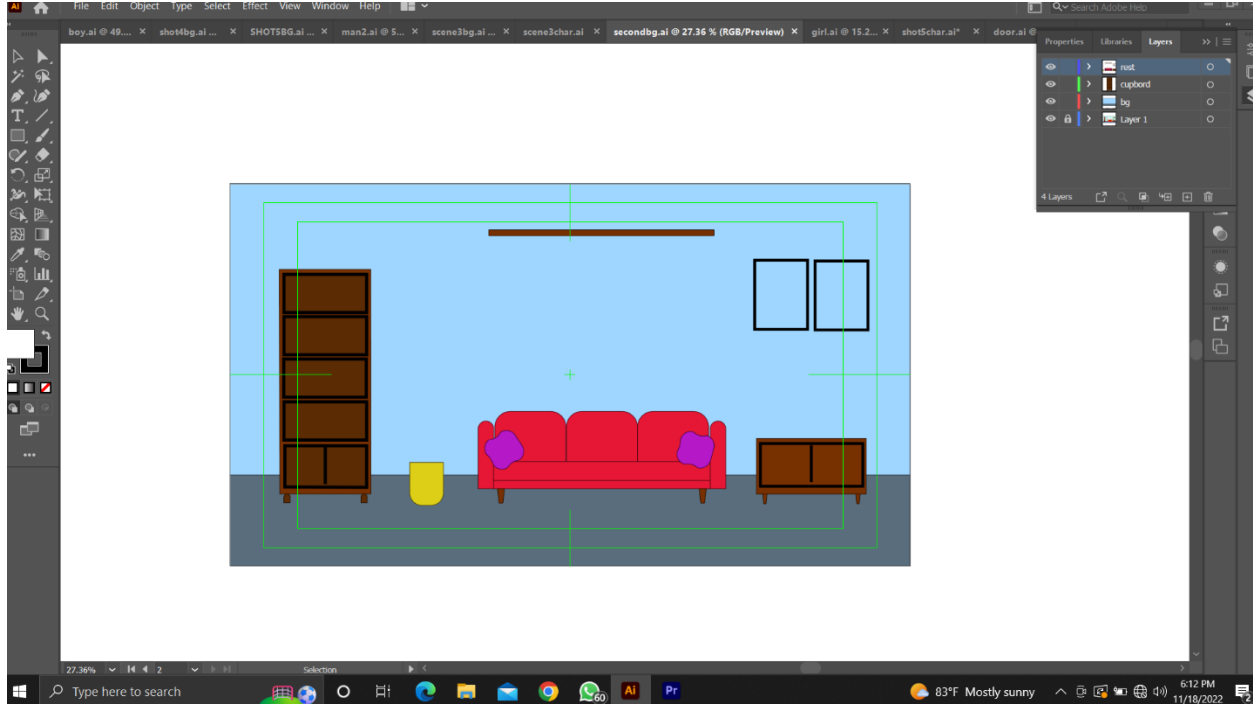 Ai File Edit Object Type Select Effect View Window Help Search Adobe Help
boy.ai @ 49.... × shot4bg.ai ... × SHOT5BG.ai ... × man2.ai @ 5... × scene3bg.ai ... × scene3char.ai × secondbg.ai @ 27.36 % (RGB/Preview) × girl.ai @ 15.2... × shot5char.ai* × door.ai @
Properties Libraries Layers
rest
cupbord
bg
Layer 1
4 Layers
27.36% 2 Selection
Type here to search 60 Ai Pr 83°F Mostly sunny 6:12 PM
11/18/2022 2